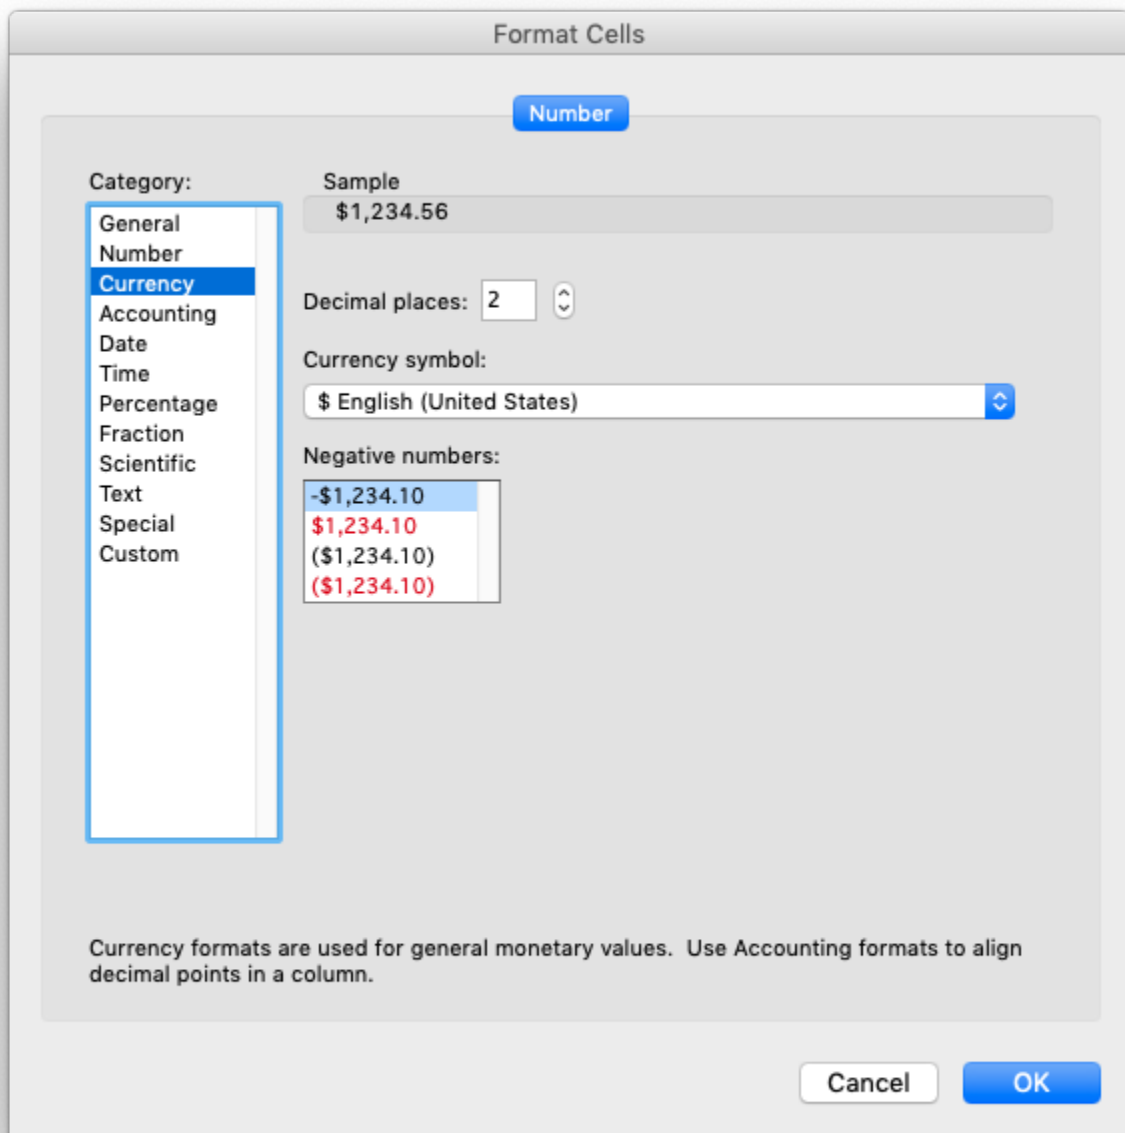 Format Cells
Number
Category:
General
Number
Currency
Accounting
Date
Time
Percentage
Fraction
Scientific
Text
Special
Custom
Sample
$1,234.56
Decimal places: 2
Currency symbol:
$ English (United States)
Negative numbers:
-$1,234.10
$1,234.10
($1,234.10)
($1,234.10)
Currency formats are used for general monetary values.  Use Accounting formats to align
decimal points in a column.
Cancel OK